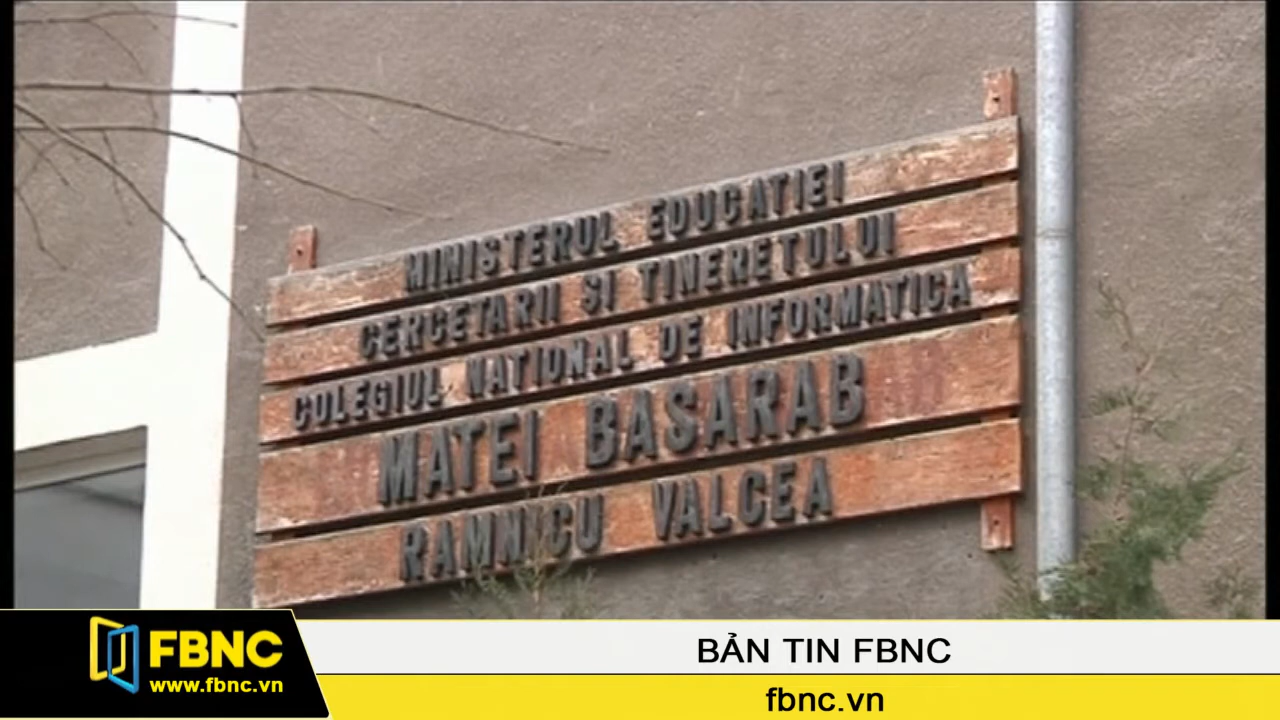 MINISTERUL EDUCATIEI
CERCETARII SI TINERETULUI
COLEGIUL NATIONAL DE INFORMATICA
MATEI BASARAB
RAMNICU VALCEA
FBNC
www.fbnc.vn
BẢN TIN FBNC
fbnc.vn